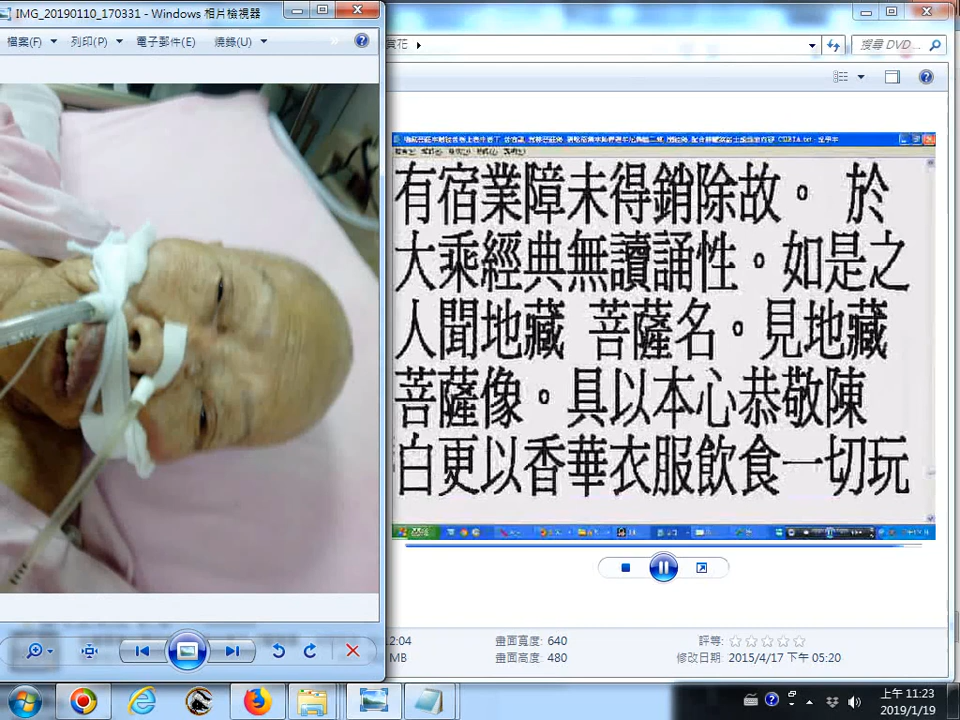 IMG_20190110_170331 - Windows 相片檢視器
檔案(F)
列印(P)
電子郵件(E)
燒錄(U)
搜尋 DVD ...
有宿業障未得銷除故。 於
大乘經典無讀誦性。如是之
人聞地藏 菩薩名。見地藏
菩薩像。具以本心恭敬陳
白更以香華衣服飲食一切玩
2:04
畫面寬度: 640
評等:
MB
畫面高度: 480
修改日期: 2015/4/17 下午 05:20
上午 11:23
2019/1/19